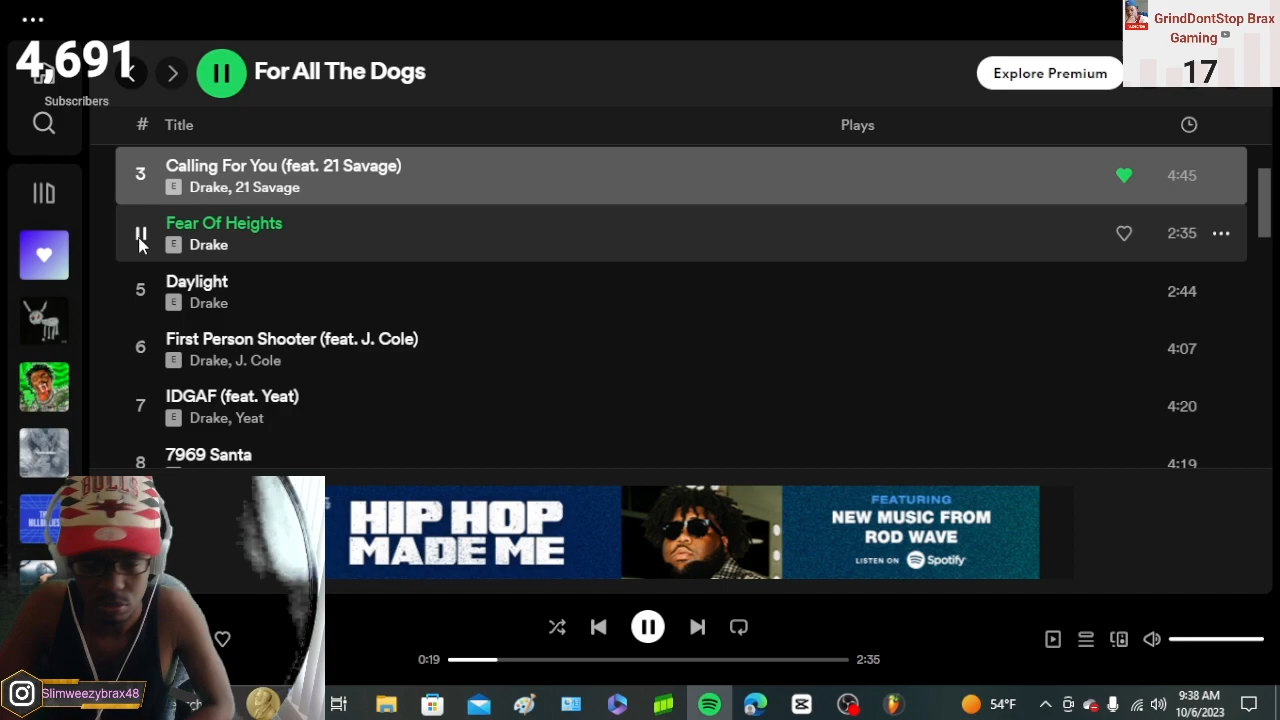 4,691
Subscribers
For All The Dogs
Explore Premium
GrindDontStop Brax
Gaming
17
# Title Plays
3 Calling For You (feat. 21 Savage) 4:45
E Drake, 21 Savage
Fear Of Heights 2:35
E Drake
5 Daylight 2:44
E Drake
6 First Person Shooter (feat. J. Cole) 4:07
E Drake, J. Cole
7 IDGAF (feat. Yeat) 4:20
E Drake, Yeat
8 7969 Santa 4:19
BULLS
HIP HOP
MADE ME
FEATURING
NEW MUSIC FROM
ROD WAVE
LISTEN ON Spotify
0:19 2:35
Slimweezybrax48
54°F
9:38 AM
10/6/2023